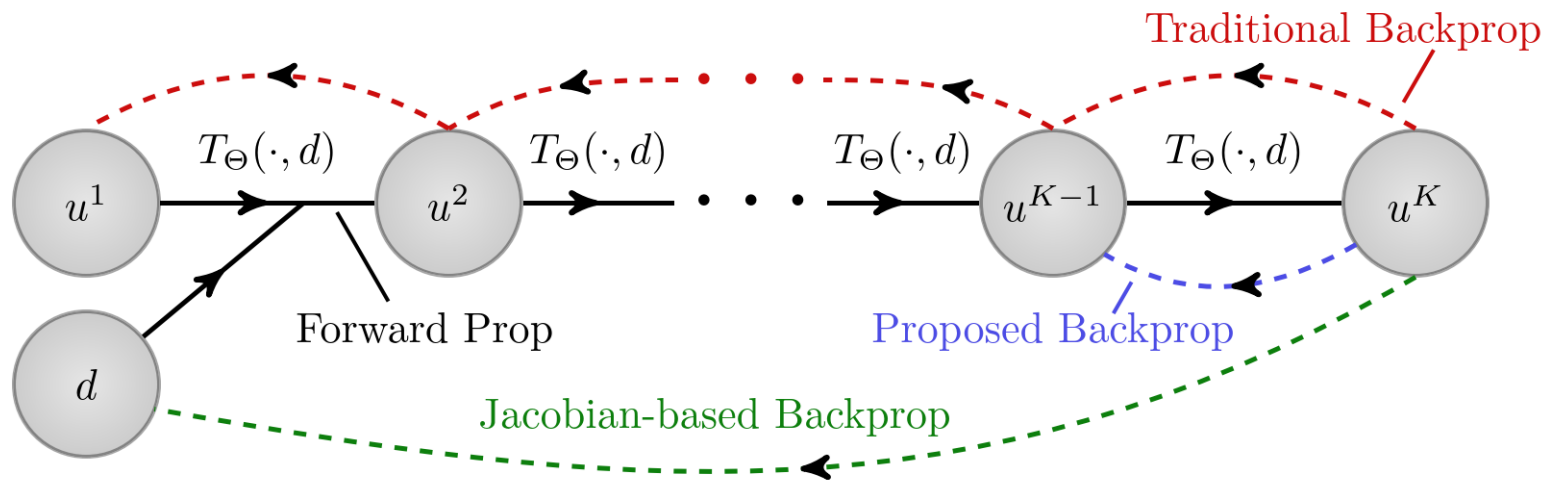 Traditional Backprop
T_Θ(·, d) T_Θ(·, d) T_Θ(·, d) T_Θ(·, d)
u^1 u^2 · · · u^{K−1} u^K
Forward Prop Proposed Backprop
d
Jacobian-based Backprop